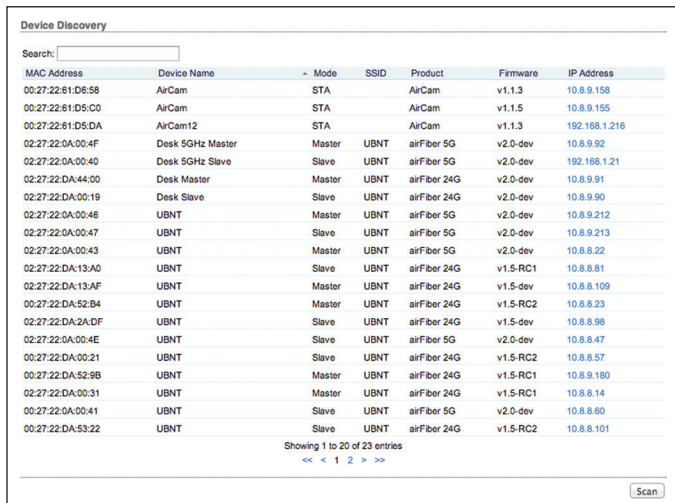 Device Discovery
Search:
MAC Address Device Name Mode SSID Product Firmware IP Address
00:27:22:61:D6:58 AirCam STA AirCam v1.1.3 10.8.9.158
00:27:22:61:D5:C0 AirCam STA AirCam v1.1.5 10.8.9.155
00:27:22:61:D5:DA AirCam12 STA AirCam v1.1.3 192.168.1.216
02:27:22:0A:00:4F Desk 5GHz Master Master UBNT airFiber 5G v2.0-dev 10.8.9.92
02:27:22:0A:00:40 Desk 5GHz Slave Slave UBNT airFiber 5G v2.0-dev 192.168.1.21
02:27:22:DA:44:00 Desk Master Master UBNT airFiber 24G v2.0-dev 10.8.9.91
02:27:22:DA:00:19 Desk Slave Slave UBNT airFiber 24G v2.0-dev 10.8.9.90
02:27:22:0A:00:46 UBNT Master UBNT airFiber 5G v2.0-dev 10.8.9.212
02:27:22:0A:00:47 UBNT Slave UBNT airFiber 5G v2.0-dev 10.8.9.213
02:27:22:0A:00:43 UBNT Master UBNT airFiber 5G v2.0-dev 10.8.8.22
02:27:22:DA:13:A0 UBNT Slave UBNT airFiber 24G v1.5-RC1 10.8.8.81
02:27:22:DA:13:AF UBNT Master UBNT airFiber 24G v1.5-dev 10.8.8.109
00:27:22:DA:52:B4 UBNT Master UBNT airFiber 24G v1.5-RC2 10.8.8.23
02:27:22:DA:2A:DF UBNT Slave UBNT airFiber 24G v1.5-dev 10.8.8.98
02:27:22:0A:00:4E UBNT Slave UBNT airFiber 5G v2.0-dev 10.8.8.47
00:27:22:DA:00:21 UBNT Slave UBNT airFiber 24G v1.5-RC2 10.8.8.57
00:27:22:DA:52:9B UBNT Master UBNT airFiber 24G v1.5-RC1 10.8.9.180
02:27:22:DA:00:31 UBNT Master UBNT airFiber 24G v1.5-RC1 10.8.8.14
00:27:22:0A:00:41 UBNT Slave UBNT airFiber 5G v2.0-dev 10.8.8.60
00:27:22:DA:53:22 UBNT Slave UBNT airFiber 24G v1.5-RC2 10.8.8.101
Showing 1 to 20 of 23 entries
<< < 1 2 > >>
Scan